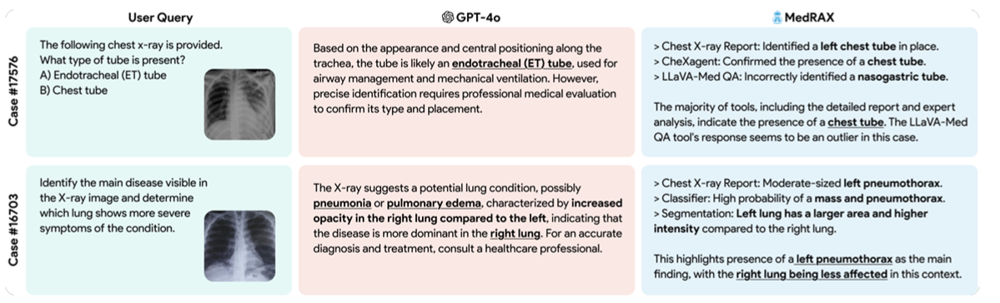 User Query
GPT-4o
MedRAX
Case #17576
The following chest x-ray is provided.
What type of tube is present?
A) Endotracheal (ET) tube
B) Chest tube
Based on the appearance and central positioning along the
trachea, the tube is likely an endotracheal (ET) tube, used for
airway management and mechanical ventilation. However,
precise identification requires professional medical evaluation
to confirm its type and placement.
> Chest X-ray Report: Identified a left chest tube in place.
> CheXagent: Confirmed the presence of a chest tube.
> LLaVA-Med QA: Incorrectly identified a nasogastric tube.
The majority of tools, including the detailed report and expert
analysis, indicate the presence of a chest tube. The LLaVA-Med
QA tool's response seems to be an outlier in this case.
Case #16703
Identify the main disease visible in
the X-ray image and determine
which lung shows more severe
symptoms of the condition.
The X-ray suggests a potential lung condition, possibly
pneumonia or pulmonary edema, characterized by increased
opacity in the right lung compared to the left, indicating that
the disease is more dominant in the right lung. For an accurate
diagnosis and treatment, consult a healthcare professional.
> Chest X-ray Report: Moderate-sized left pneumothorax.
> Classifier: High probability of a mass and pneumothorax.
> Segmentation: Left lung has a larger area and higher
intensity compared to the right lung.
This highlights presence of a left pneumothorax as the main
finding, with the right lung being less affected in this context.